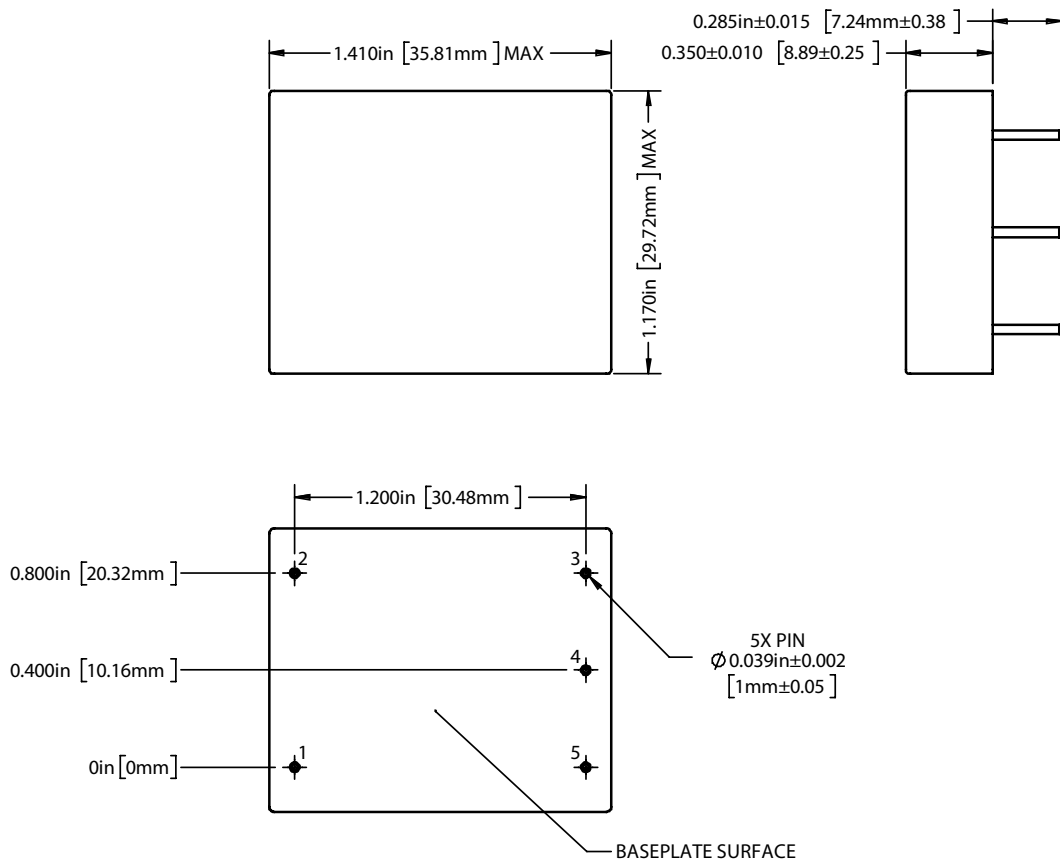 0.285in±0.015 [7.24mm±0.38]
1.410in [35.81mm] MAX
0.350±0.010 [8.89±0.25]
1.170in [29.72mm] MAX
1.200in [30.48mm]
2
3
0.800in [20.32mm]
5X PIN
Ø0.039in±0.002
[1mm±0.05]
4
0.400in [10.16mm]
1
5
0in [0mm]
BASEPLATE SURFACE